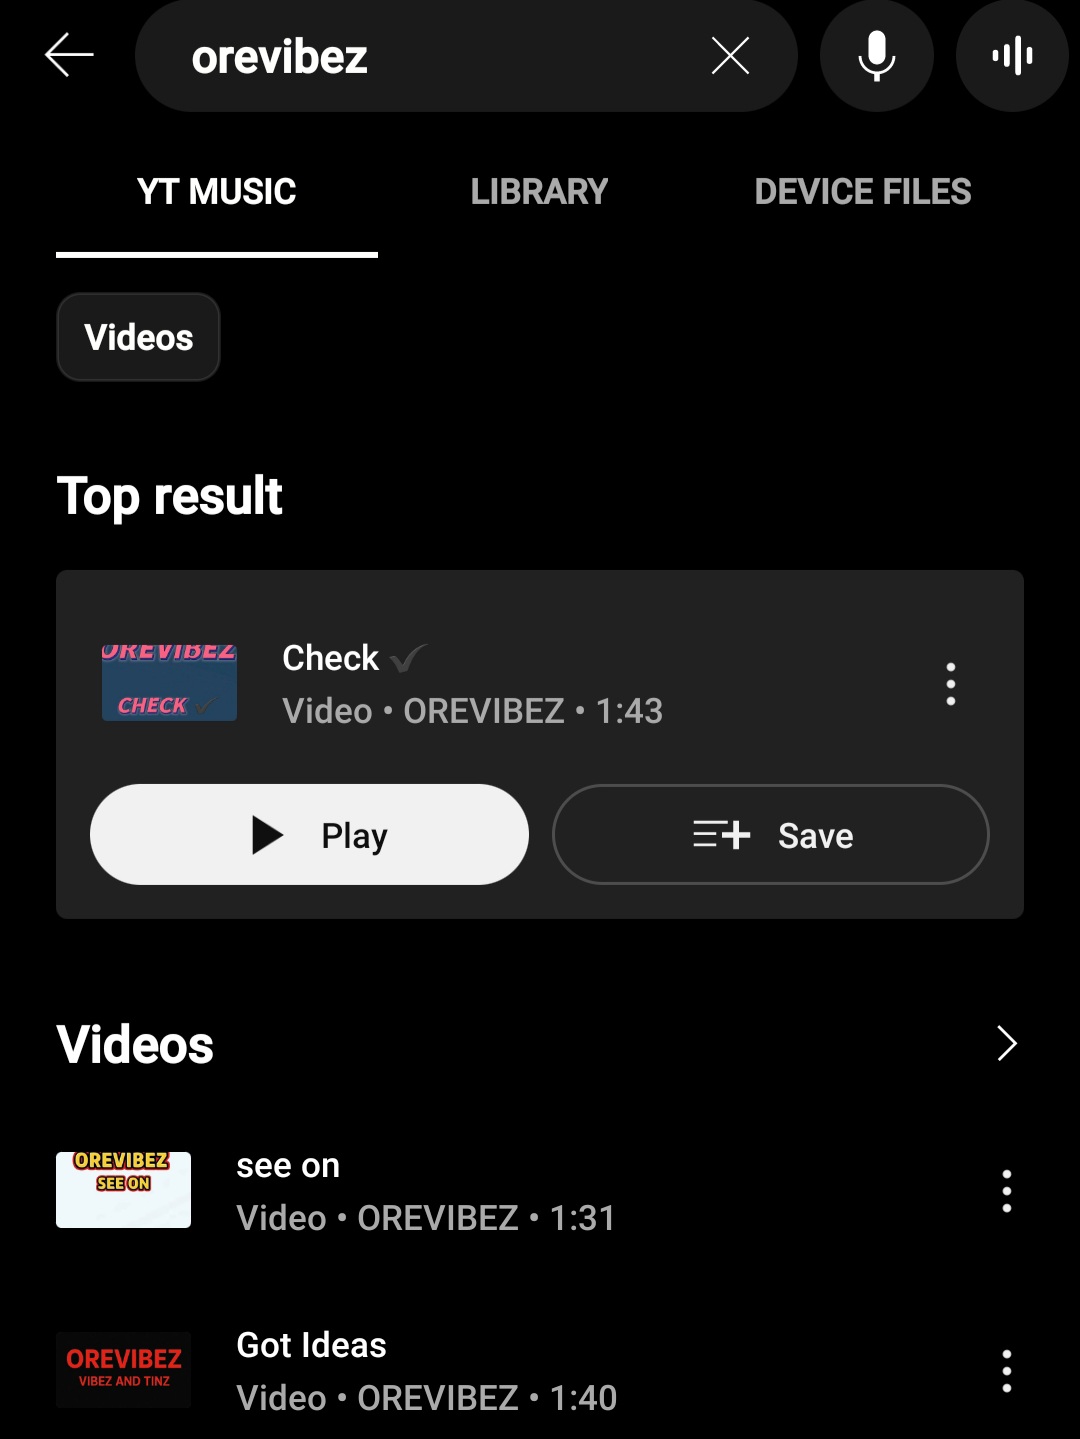 orevibez
YT MUSIC
LIBRARY
DEVICE FILES
Videos
Top result
OREVIBEZ
CHECK ✔
Check ✔
Video • OREVIBEZ • 1:43
Play
Save
Videos
OREVIBEZ
SEE ON
see on
Video • OREVIBEZ • 1:31
OREVIBEZ
VIBEZ AND TINZ
Got Ideas
Video • OREVIBEZ • 1:40